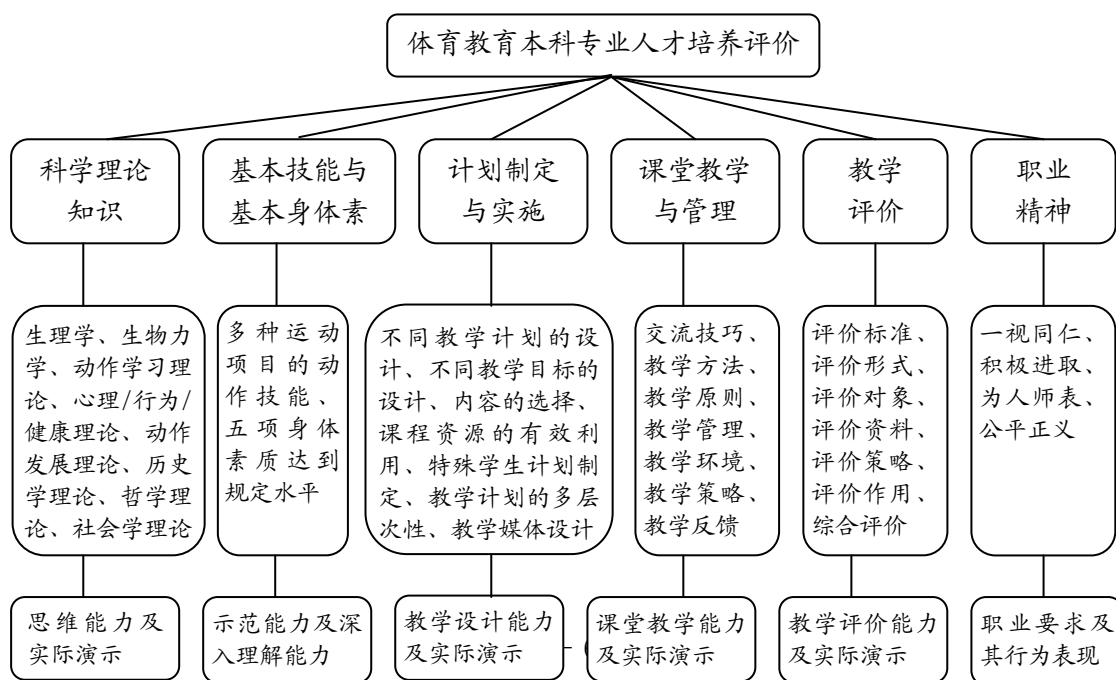 体育教育本科专业人才培养评价
科学理论
知识
基本技能与
基本身体素
计划制定
与实施
课堂教学
与管理
教学
评价
职业
精神
生理学、生物力
学、动作学习理
论、心理/行为/
健康理论、动作
发展理论、历史
学理论、哲学理
论、社会学理论
多种运动
项目的动
作技能、
五项身体
素质达到
规定水平
不同教学计划的设
计、不同教学目标的
设计、内容的选择、
课程资源的有效利
用、特殊学生计划制
定、教学计划的多层
次性、教学媒体设计
交流技巧、
教学方法、
教学原则、
教学管理、
教学环境、
教学策略、
教学反馈
评价标准、
评价形式、
评价对象、
评价资料、
评价策略、
评价作用、
综合评价
一视同仁、
积极进取、
为人师表、
公平正义
思维能力及
实际演示
示范能力及深
入理解能力
教学设计能力
及实际演示
课堂教学能力
及实际演示
教学评价能力
及实际演示
职业要求及
其行为表现